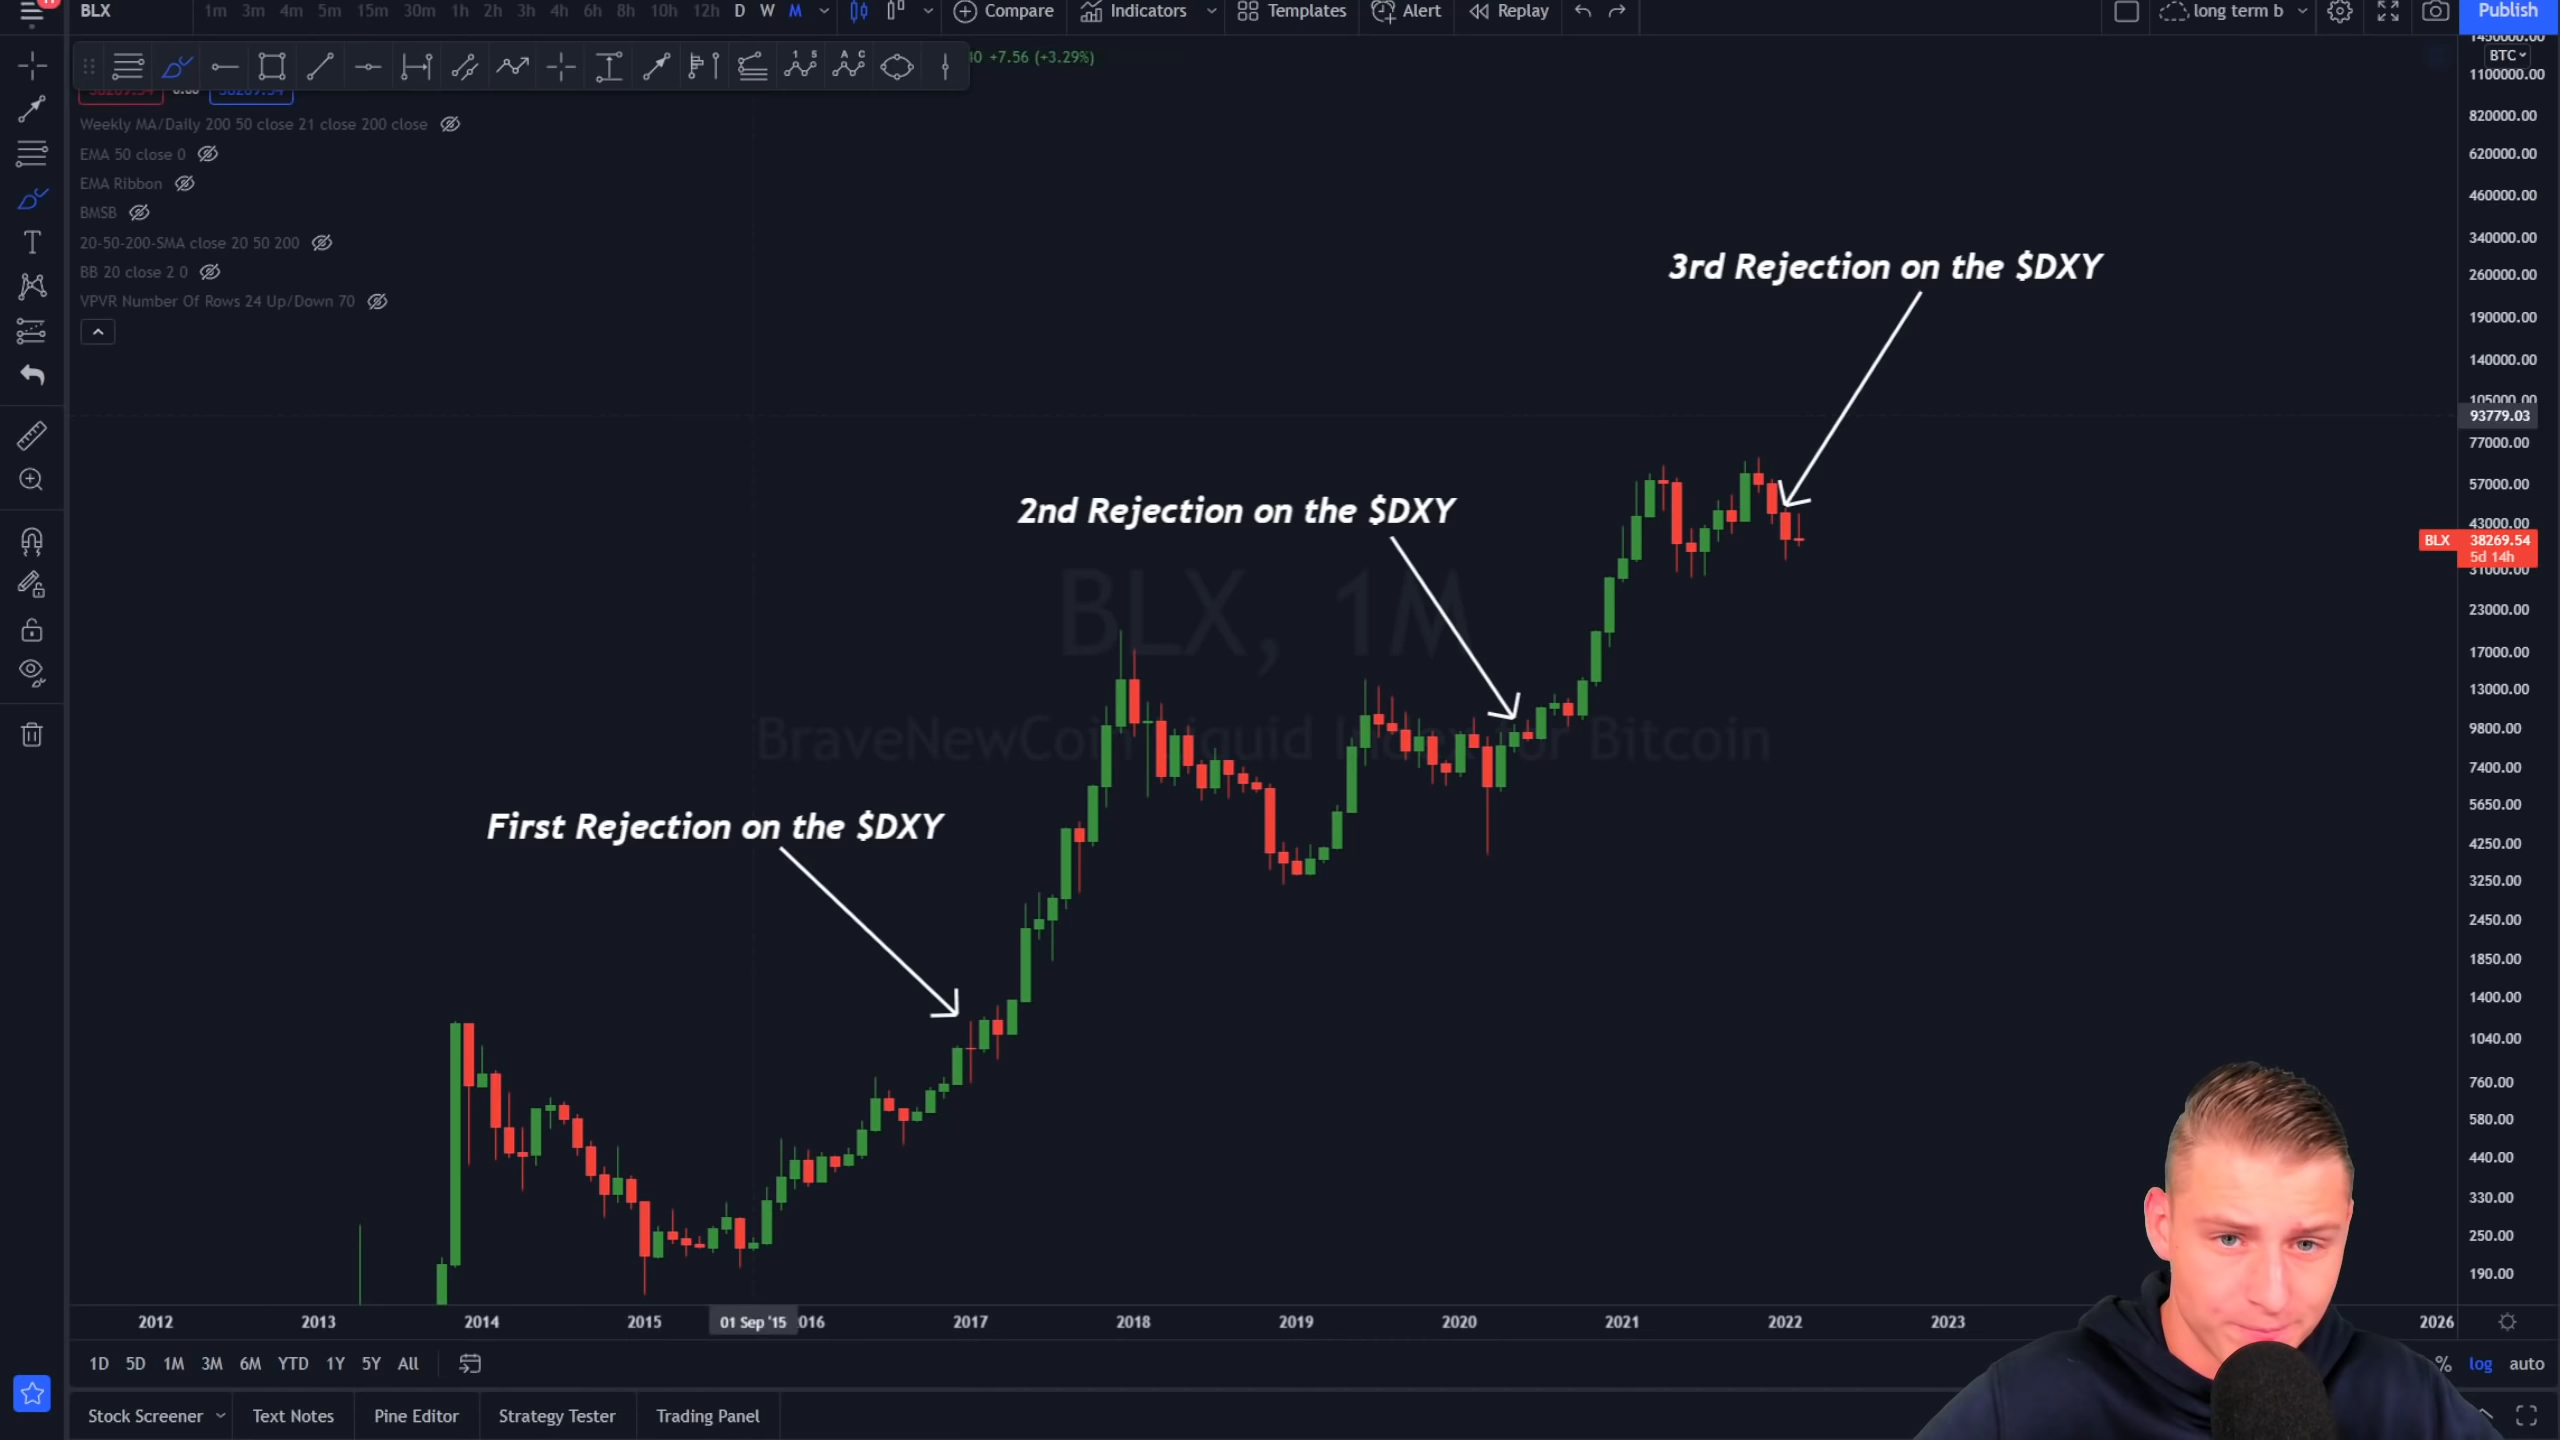 BLX 1m 3m 4m 5m 15m 30m 1h 2h 3h 4h 6h 8h 10h 12h D W M Compare Indicators Templates Alert Replay long term b Publish
+7.56 (+3.29%)
BTC
Weekly MA/Daily 200 50 close 21 close 200 close
EMA 50 close 0
EMA Ribbon
BMSB
20-50-200-SMA close 20 50 200
BB 20 close 2 0
VPVR Number Of Rows 24 Up/Down 70
3rd Rejection on the $DXY
2nd Rejection on the $DXY
First Rejection on the $DXY
BLX, 1M
BraveNewCoin Liquid Index for Bitcoin
1100000.00
820000.00
620000.00
460000.00
340000.00
260000.00
190000.00
140000.00
105000.00
93779.03
77000.00
57000.00
43000.00
BLX 38269.54
5d 14h
31000.00
23000.00
17000.00
13000.00
9800.00
7400.00
5650.00
4250.00
3250.00
2450.00
1850.00
1400.00
1040.00
760.00
580.00
440.00
330.00
250.00
190.00
2012 2013 2014 2015 01 Sep '15 016 2017 2018 2019 2020 2021 2022 2023 2026
1D 5D 1M 3M 6M YTD 1Y 5Y All % log auto
Stock Screener Text Notes Pine Editor Strategy Tester Trading Panel